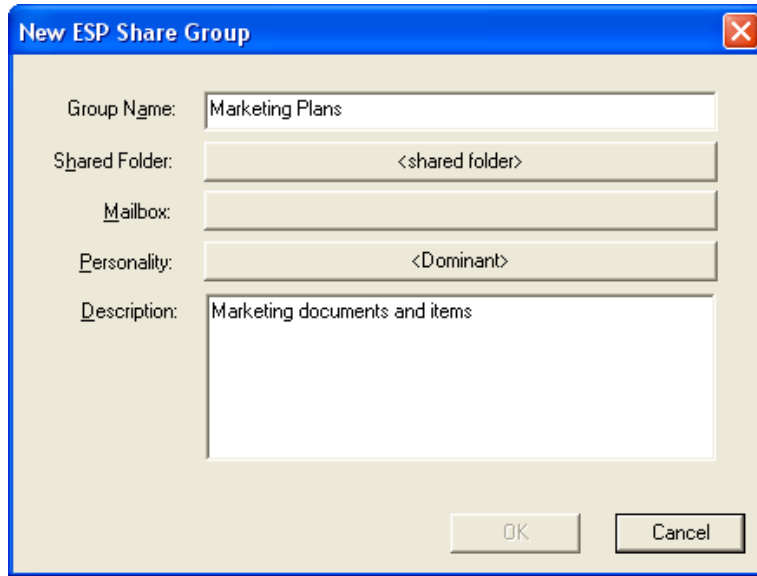 New ESP Share Group
Group Name: Marketing Plans
Shared Folder: <shared folder>
Mailbox:
Personality: <Dominant>
Description: Marketing documents and items
OK Cancel